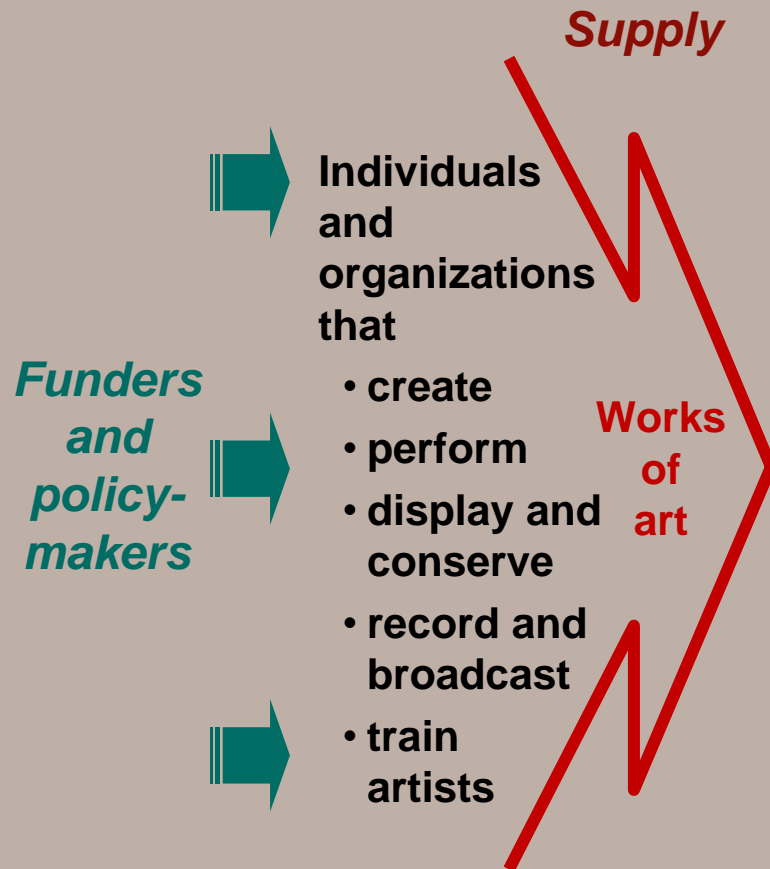 Supply
Individuals
and
organizations
that
• create
• perform
• display and
conserve
• record and
broadcast
• train
artists
Funders
and
policy-
makers
Works
of
art